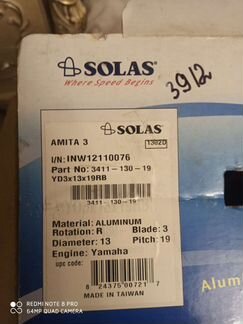 SOLAS
Where Speed Begins
3912
SOLAS
AMITA 3
1302D
I/N: INW12110076
Part No: 3411-130-19
YD3x13x19RB
3411-130-19
Material: ALUMINUM
Rotation: R Blade: 3
Diameter: 13 Pitch: 19
Engine: Yamaha
upc code:
8 24375 00721 7
MADE IN TAIWAN
Alum
REDMI NOTE 8 PRO
64MP QUAD CAMERA